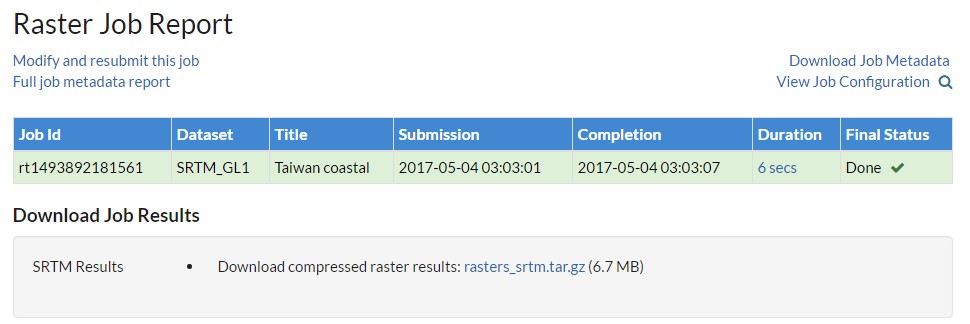 Raster Job Report
Modify and resubmit this job
Download Job Metadata
Full job metadata report
View Job Configuration
Job Id Dataset Title Submission Completion Duration Final Status
rt1493892181561 SRTM_GL1 Taiwan coastal 2017-05-04 03:03:01 2017-05-04 03:03:07 6 secs Done
Download Job Results
SRTM Results • Download compressed raster results: rasters_srtm.tar.gz (6.7 MB)